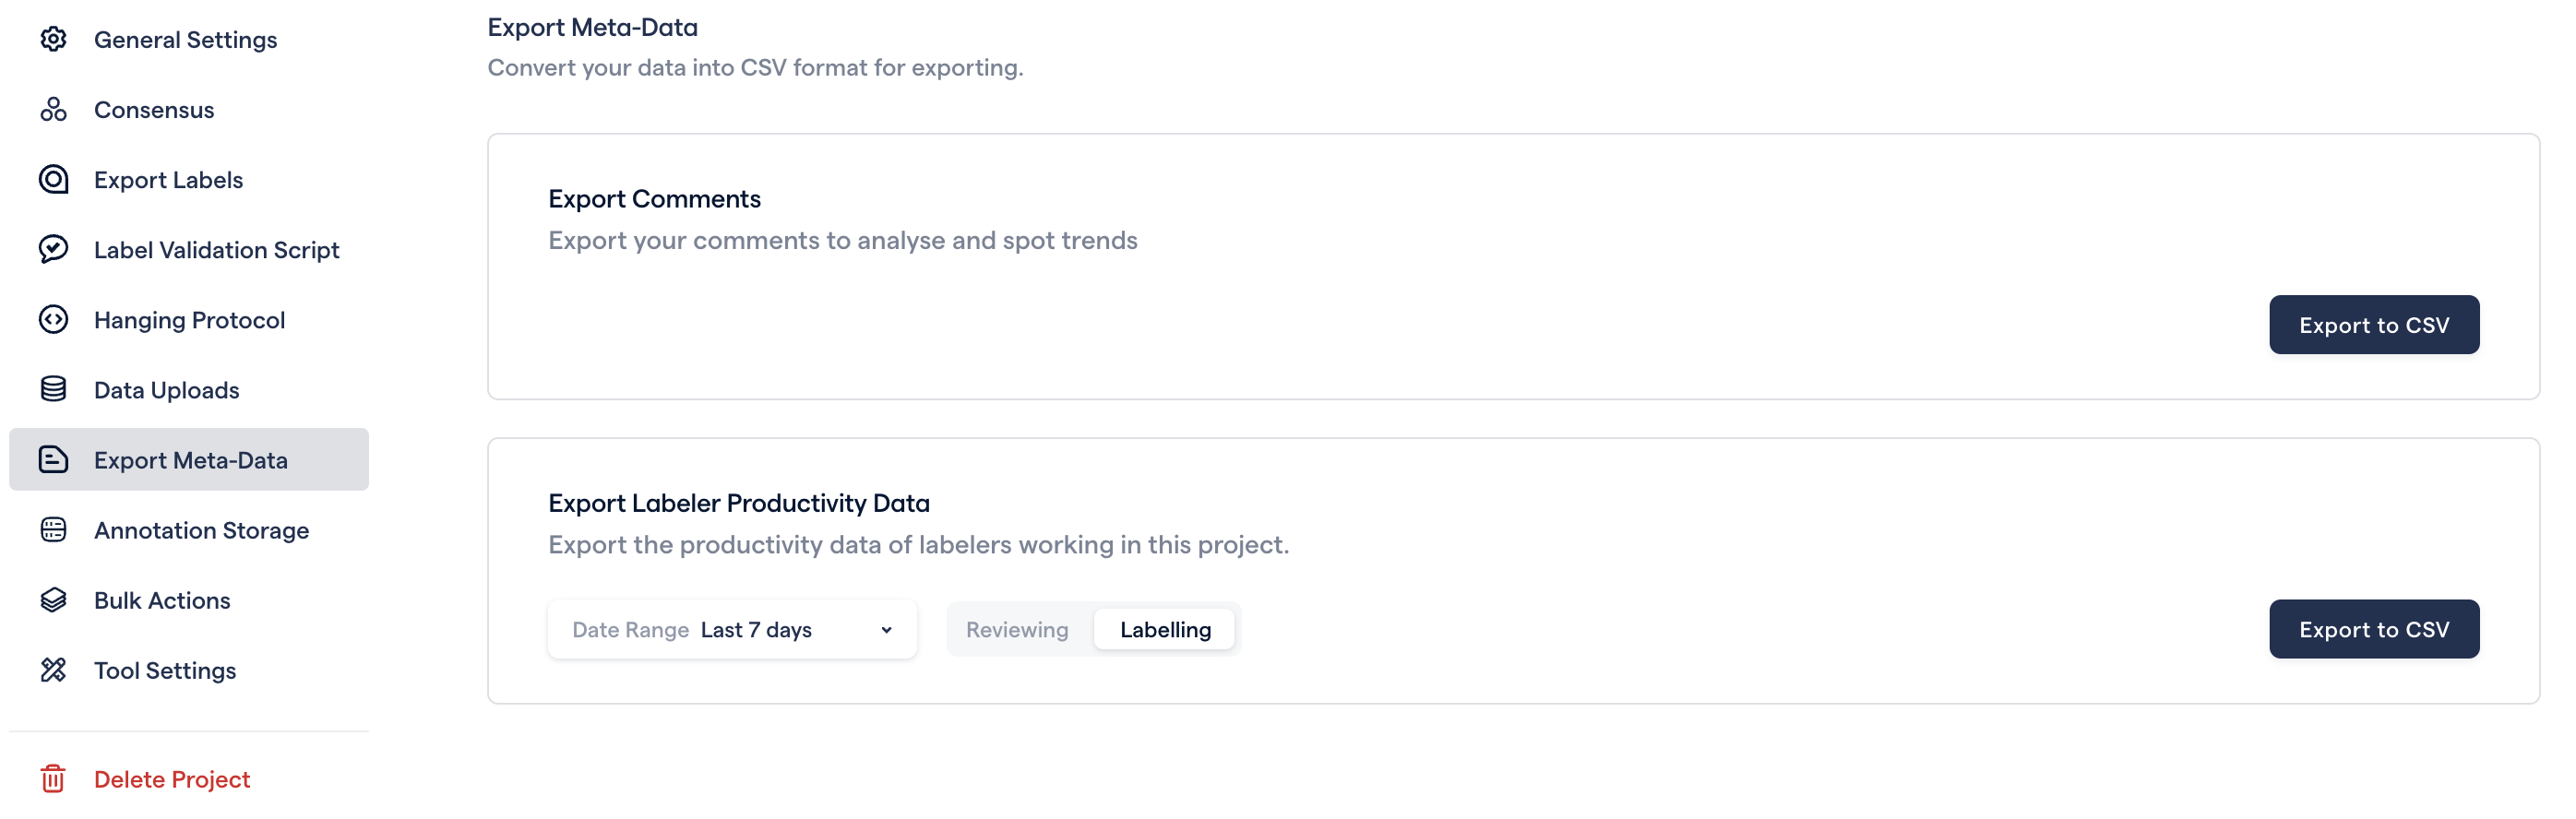 General Settings
Consensus
Export Labels
Label Validation Script
Hanging Protocol
Data Uploads
Export Meta-Data
Annotation Storage
Bulk Actions
Tool Settings
Delete Project
Export Meta-Data
Convert your data into CSV format for exporting.
Export Comments
Export your comments to analyse and spot trends
Export to CSV
Export Labeler Productivity Data
Export the productivity data of labelers working in this project.
Date Range Last 7 days Reviewing Labelling Export to CSV